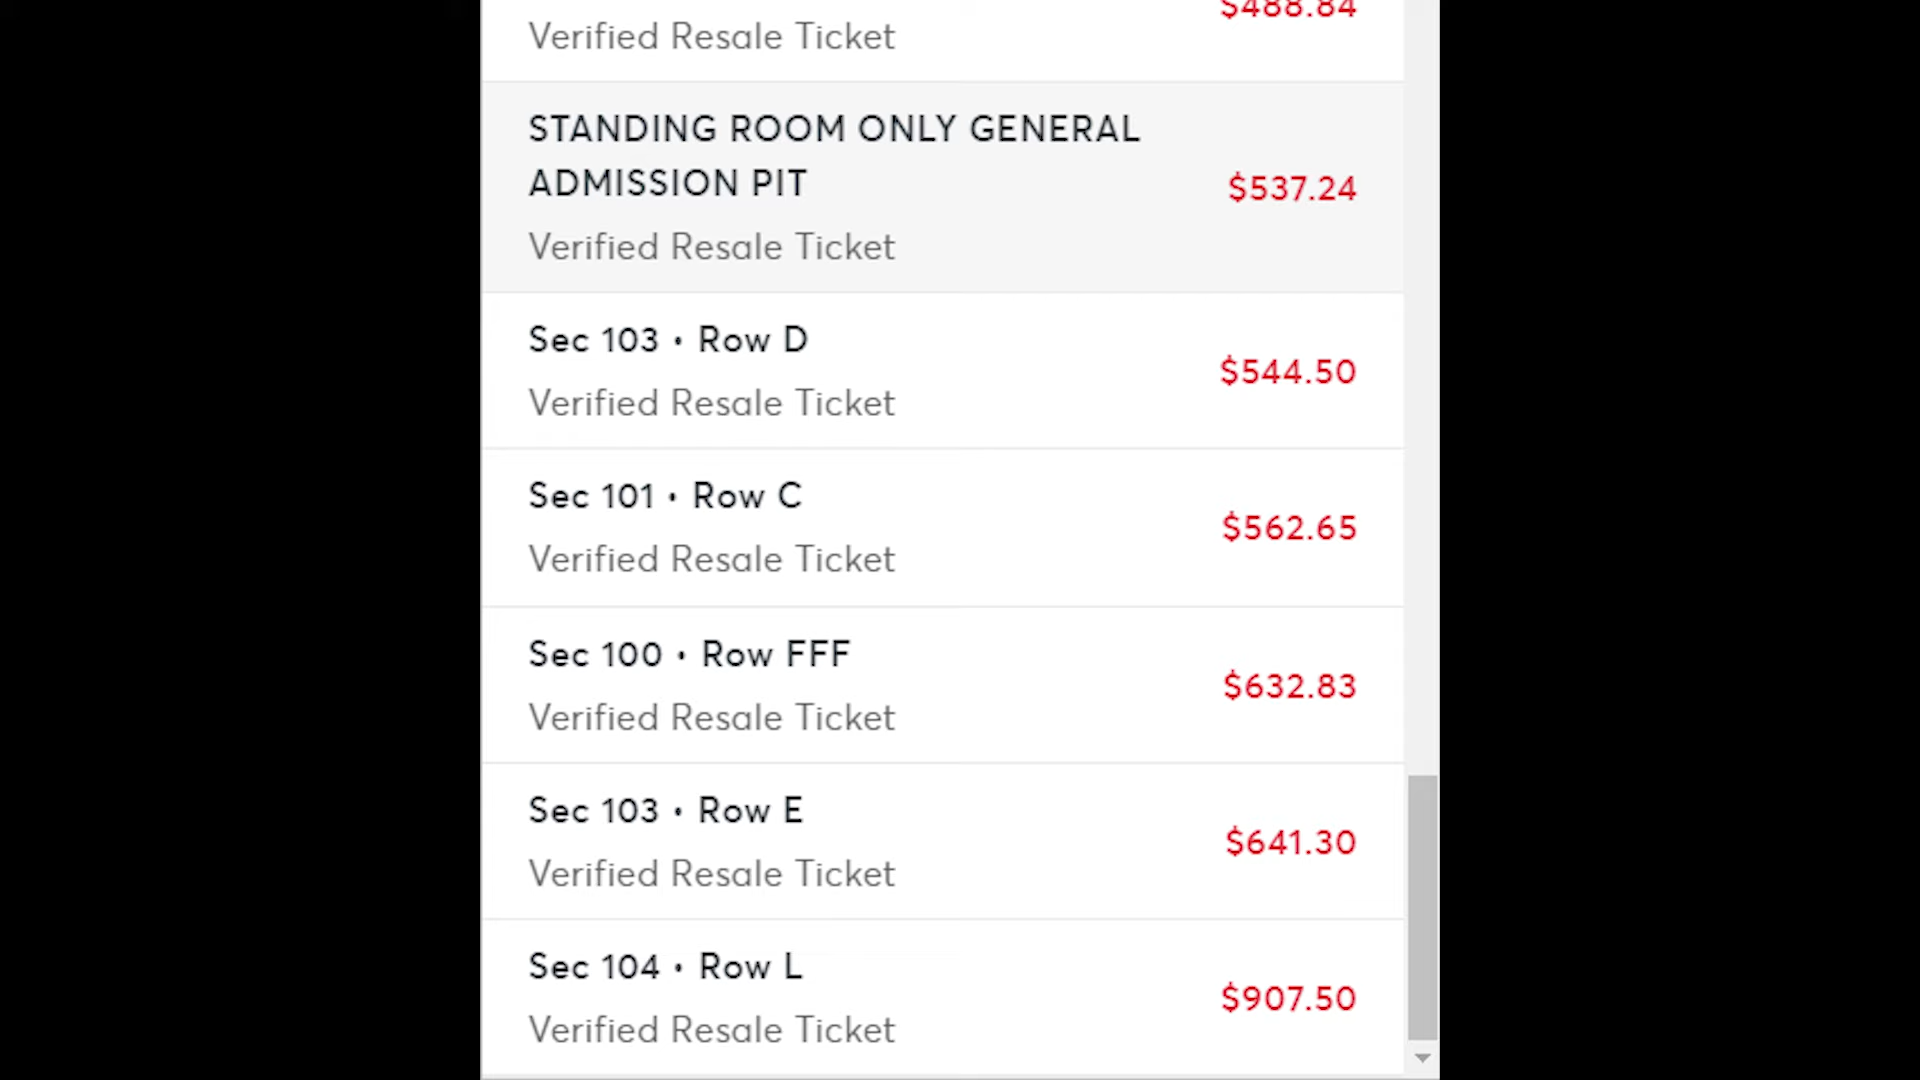 $488.84
Verified Resale Ticket
STANDING ROOM ONLY GENERAL
ADMISSION PIT
$537.24
Verified Resale Ticket
Sec 103 • Row D
$544.50
Verified Resale Ticket
Sec 101 • Row C
$562.65
Verified Resale Ticket
Sec 100 • Row FFF
$632.83
Verified Resale Ticket
Sec 103 • Row E
$641.30
Verified Resale Ticket
Sec 104 • Row L
$907.50
Verified Resale Ticket